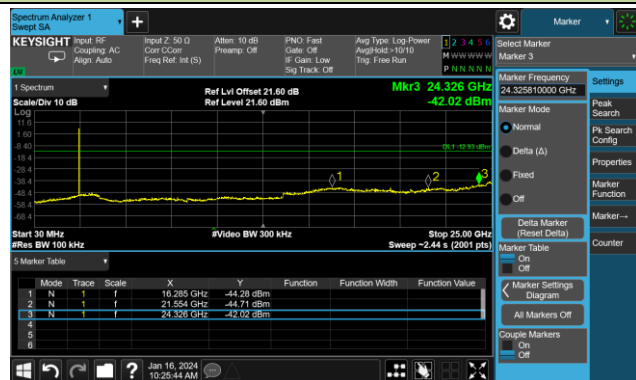 Spectrum Analyzer 1
Swept SA
Marker
KEYSIGHT
Input: RF
Coupling: AC
Align: Auto
Input Z: 50 Ω
Corr CCorr
Freq Ref: Int (S)
Atten: 10 dB
Preamp: Off
PNO: Fast
Gate: Off
IF Gain: Low
Sig Track: Off
Avg Type: Log-Power
Avg|Hold:>10/10
Trig: Free Run
1 2 3 4 5 6
M W W W W W
P N N N N N
LXI
Select Marker
Marker 3
1 Spectrum
Scale/Div 10 dB
Ref Lvl Offset 21.60 dB
Ref Level 21.60 dBm
Mkr3 24.326 GHz
-42.02 dBm
Log
11.6
1.60
-8.40
-18.4
-28.4
-38.4
-48.4
-58.4
-68.4
DL1 -12.93 dBm
1
2
3
Start 30 MHz
#Res BW 100 kHz
#Video BW 300 kHz
Stop 25.00 GHz
Sweep ~2.44 s (2001 pts)
5 Marker Table
Mode Trace Scale X Y Function Function Width Function Value
1 N 1 f 16.285 GHz -44.28 dBm
2 N 1 f 21.554 GHz -44.71 dBm
3 N 1 f 24.326 GHz -42.02 dBm
4
5
6
Marker Frequency
24.325810000 GHz
Marker Mode
Normal
Delta (Δ)
Fixed
Off
Delta Marker
(Reset Delta)
Marker Table
On
Off
Marker Settings
Diagram
All Markers Off
Couple Markers
On
Off
Settings
Peak
Search
Pk Search
Config
Properties
Marker
Function
Marker→
Counter
?
Jan 16, 2024
10:25:44 AM